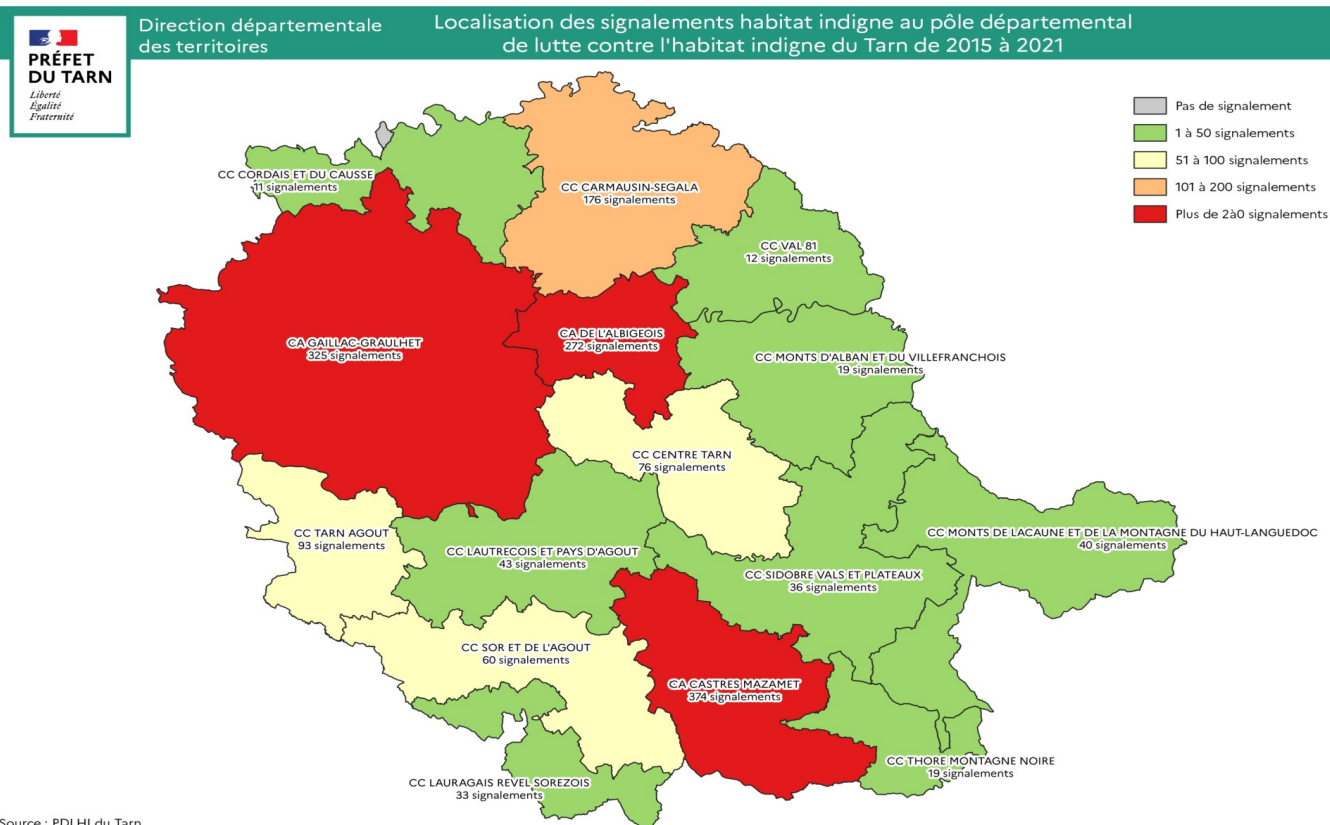 PRÉFET
DU TARN
Liberté
Égalité
Fraternité
Direction départementale
des territoires
Localisation des signalements habitat indigne au pôle départemental
de lutte contre l'habitat indigne du Tarn de 2015 à 2021
Pas de signalement
1 à 50 signalements
51 à 100 signalements
101 à 200 signalements
Plus de 2à0 signalements
CC CORDAIS ET DU CAUSSE
11 signalements
CC CARMAUSIN-SEGALA
176 signalements
CC VAL 81
12 signalements
CA GAILLAC-GRAULHET
325 signalements
CA DE L'ALBIGEOIS
272 signalements
CC MONTS D'ALBAN ET DU VILLEFRANCHOIS
19 signalements
CC CENTRE TARN
76 signalements
CC TARN AGOUT
93 signalements
CC LAUTRECOIS ET PAYS D'AGOUT
43 signalements
CC MONTS DE LACAUNE ET DE LA MONTAGNE DU HAUT-LANGUEDOC
40 signalements
CC SIDOBRE VALS ET PLATEAUX
36 signalements
CC SOR ET DE L'AGOUT
60 signalements
CA CASTRES MAZAMET
374 signalements
CC THORE MONTAGNE NOIRE
19 signalements
CC LAURAGAIS REVEL SOREZOIS
33 signalements
Source : PDLHI du Tarn